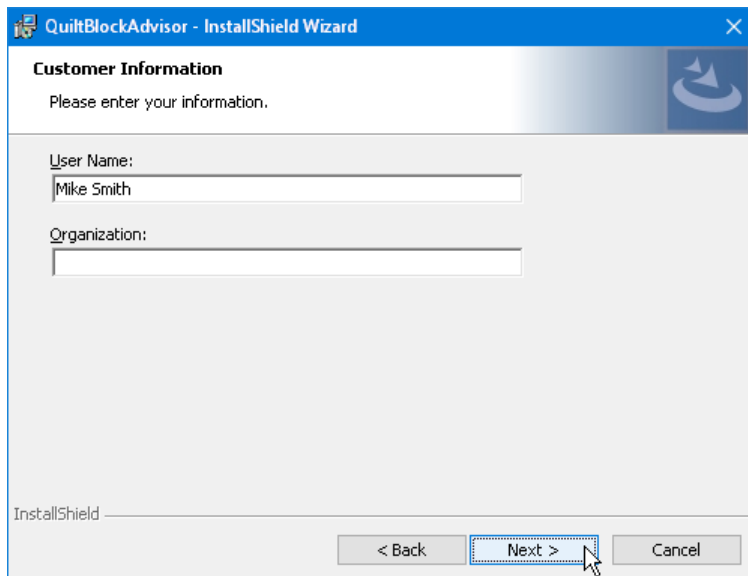 QuiltBlockAdvisor - InstallShield Wizard
Customer Information
Please enter your information.
User Name:
Mike Smith
Organization:
InstallShield
< Back Next > Cancel